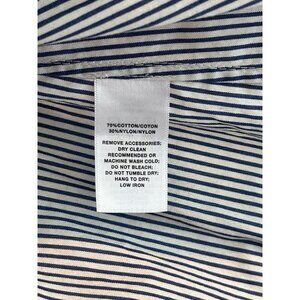 70%COTTON/COTON
30%NYLON/NYLON
REMOVE ACCESSORIES:
DRY CLEAN
RECOMMENDED OR
MACHINE WASH COLD;
DO NOT BLEACH;
DO NOT TUMBLE DRY;
HANG TO DRY;
LOW IRON